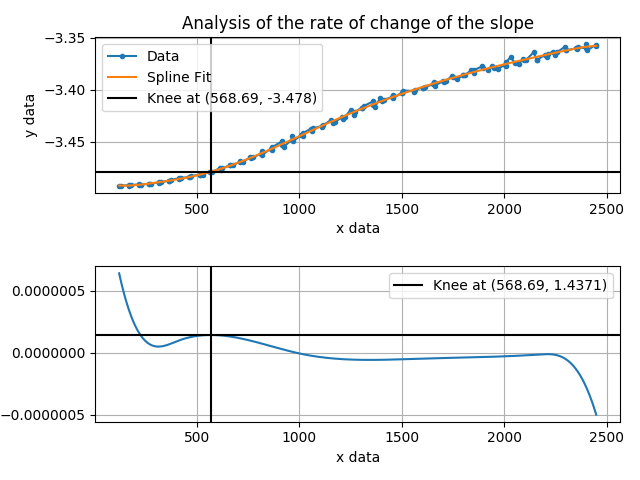 Analysis of the rate of change of the slope
−3.35
−3.40
−3.45
y data
Data
Spline Fit
Knee at (568.69, -3.478)
500
1000
1500
2000
2500
x data
0.0000005
0.0000000
−0.0000005
Knee at (568.69, 1.4371)
500
1000
1500
2000
2500
x data